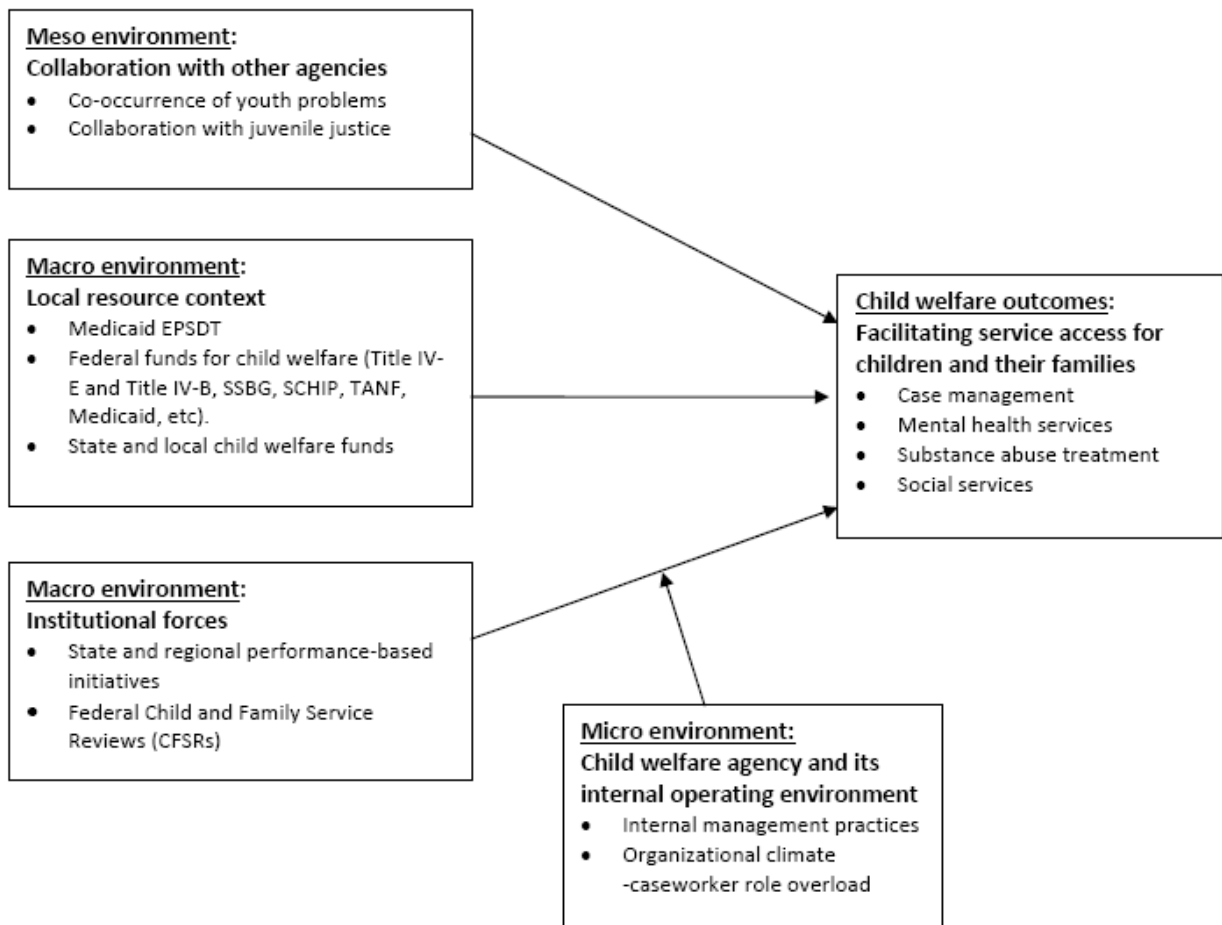 Meso environment:
Collaboration with other agencies
• Co-occurrence of youth problems
• Collaboration with juvenile justice
Macro environment:
Local resource context
• Medicaid EPSDT
• Federal funds for child welfare (Title IV-
E and Title IV-B, SSBG, SCHIP, TANF,
Medicaid, etc).
• State and local child welfare funds
Child welfare outcomes:
Facilitating service access for
children and their families
• Case management
• Mental health services
• Substance abuse treatment
• Social services
Macro environment:
Institutional forces
• State and regional performance-based
initiatives
• Federal Child and Family Service
Reviews (CFSRs)
Micro environment:
Child welfare agency and its
internal operating environment
• Internal management practices
• Organizational climate
-caseworker role overload